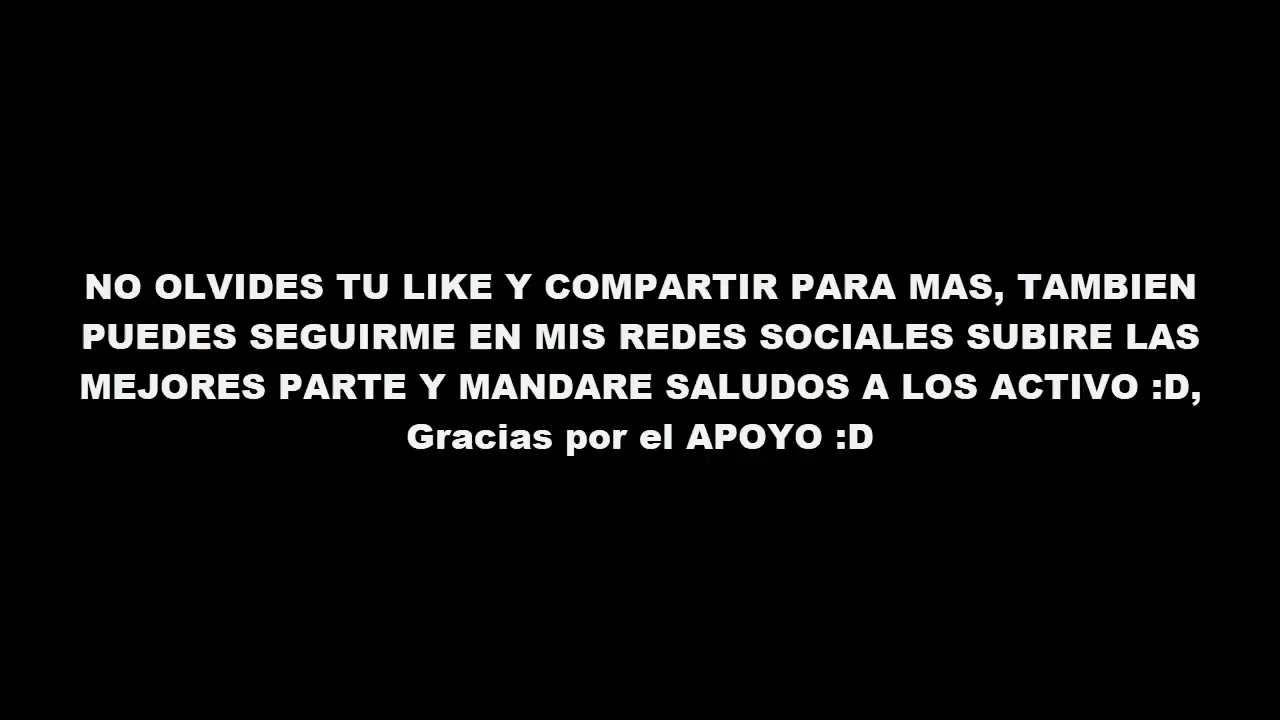 NO OLVIDES TU LIKE Y COMPARTIR PARA MAS, TAMBIEN
PUEDES SEGUIRME EN MIS REDES SOCIALES SUBIRE LAS
MEJORES PARTE Y MANDARE SALUDOS A LOS ACTIVO :D,
Gracias por el APOYO :D